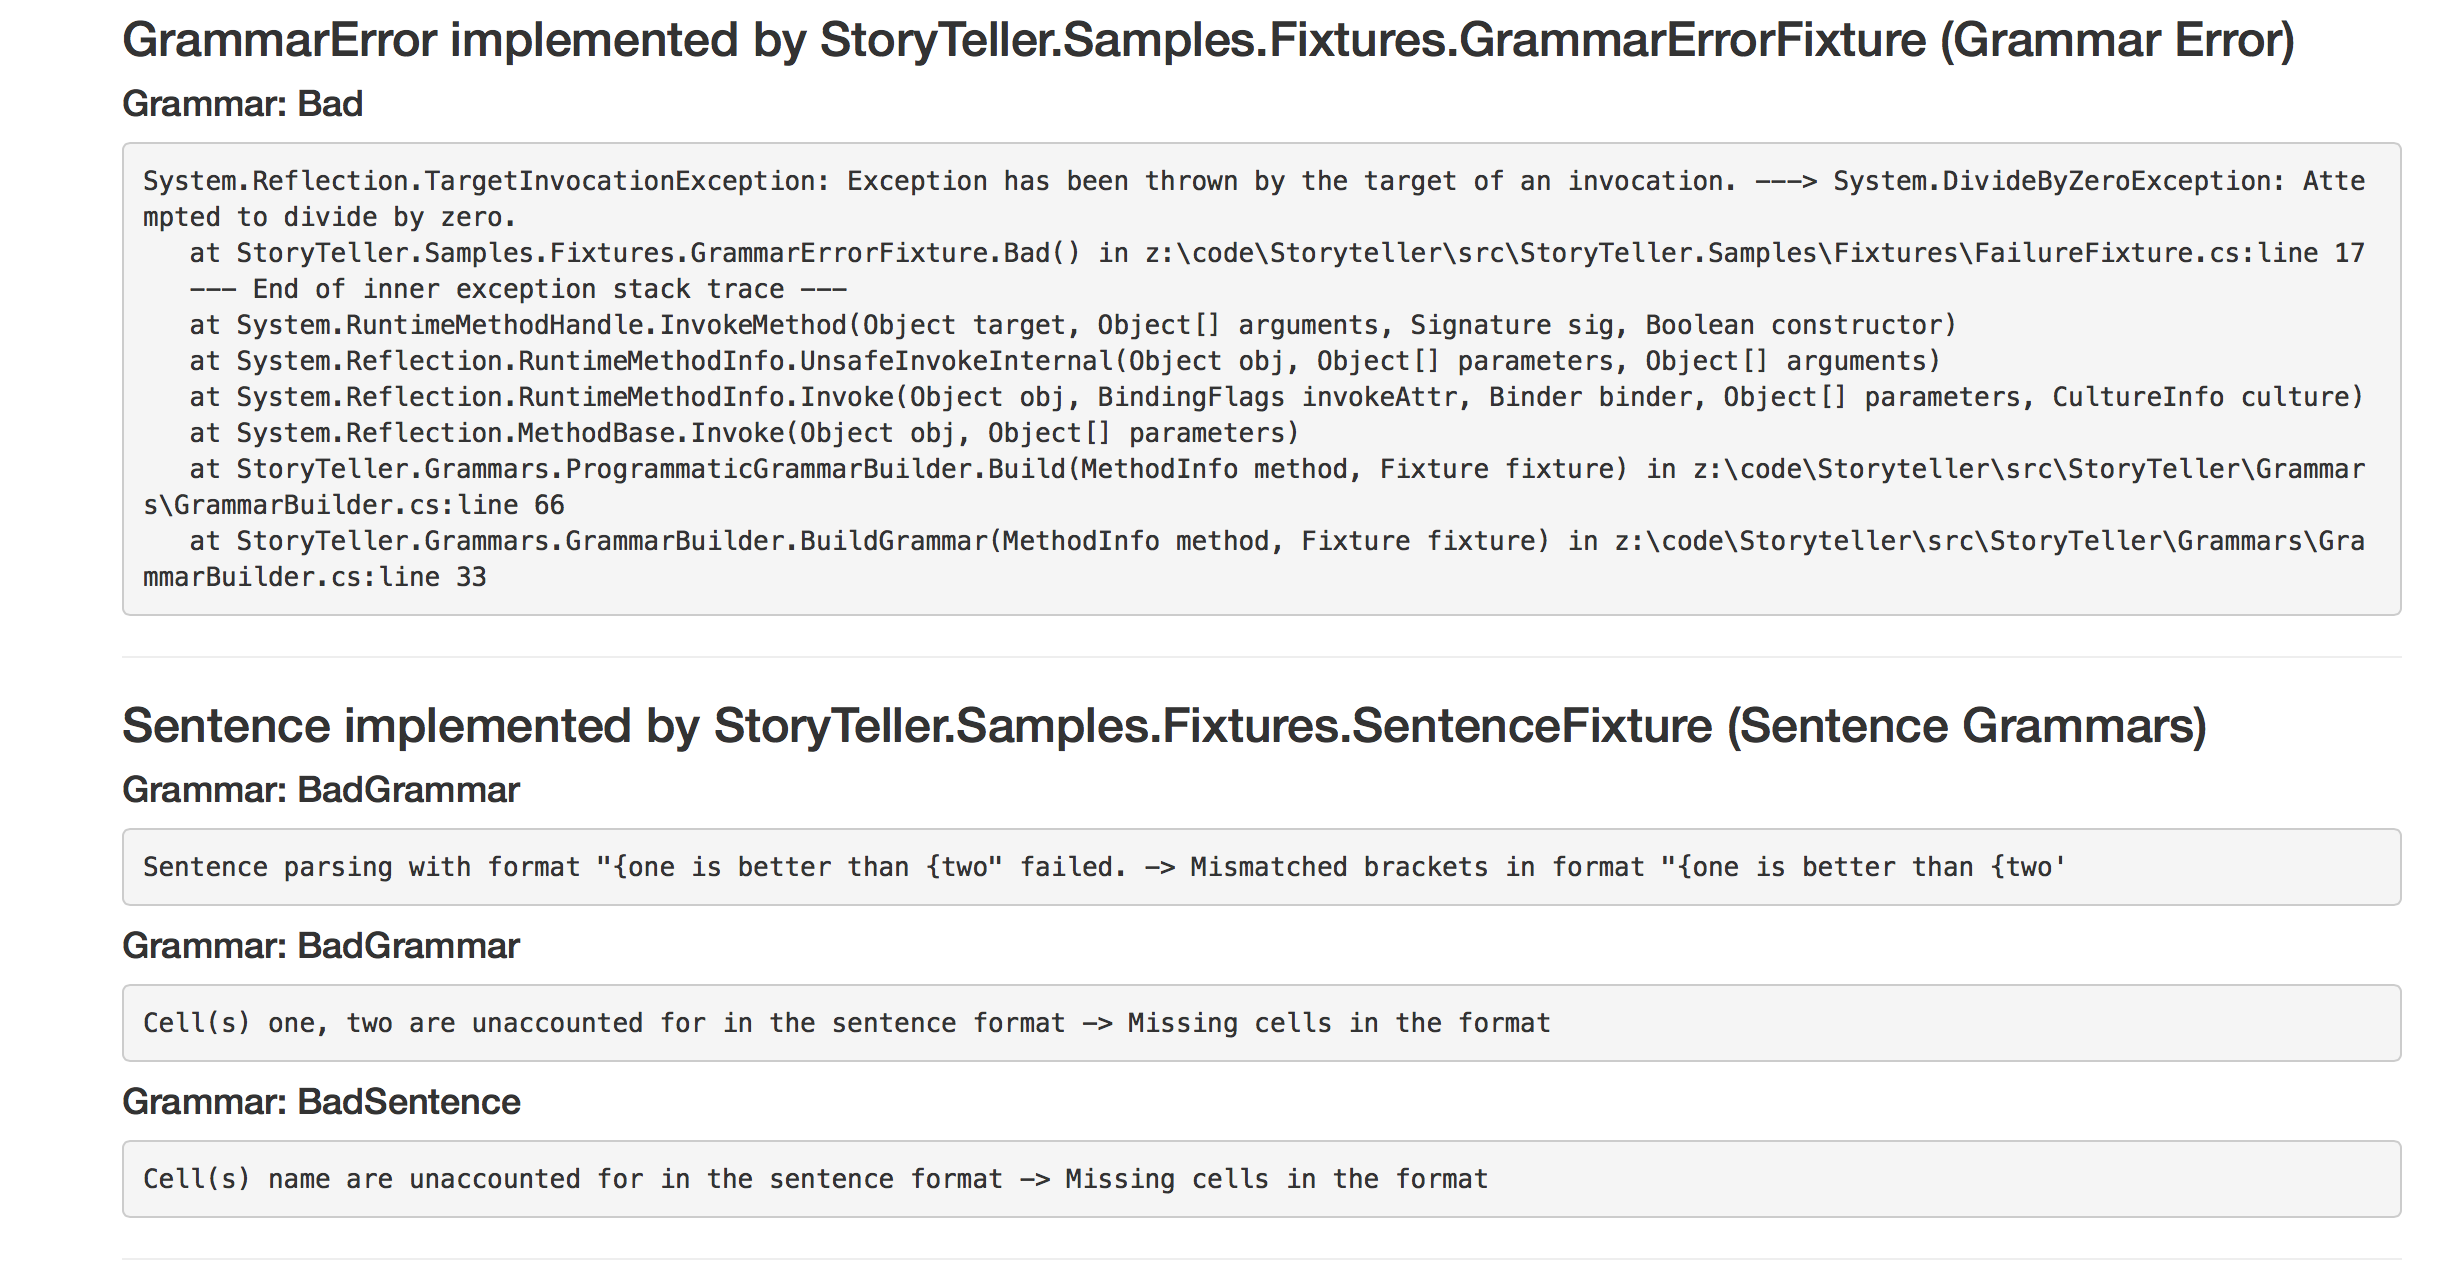 GrammarError implemented by StoryTeller.Samples.Fixtures.GrammarErrorFixture (Grammar Error)
Grammar: Bad
System.Reflection.TargetInvocationException: Exception has been thrown by the target of an invocation. ---> System.DivideByZeroException: Atte
mpted to divide by zero.
   at StoryTeller.Samples.Fixtures.GrammarErrorFixture.Bad() in z:\code\Storyteller\src\StoryTeller.Samples\Fixtures\FailureFixture.cs:line 17
   --- End of inner exception stack trace ---
   at System.RuntimeMethodHandle.InvokeMethod(Object target, Object[] arguments, Signature sig, Boolean constructor)
   at System.Reflection.RuntimeMethodInfo.UnsafeInvokeInternal(Object obj, Object[] parameters, Object[] arguments)
   at System.Reflection.RuntimeMethodInfo.Invoke(Object obj, BindingFlags invokeAttr, Binder binder, Object[] parameters, CultureInfo culture)
   at System.Reflection.MethodBase.Invoke(Object obj, Object[] parameters)
   at StoryTeller.Grammars.ProgrammaticGrammarBuilder.Build(MethodInfo method, Fixture fixture) in z:\code\Storyteller\src\StoryTeller\Grammar
s\GrammarBuilder.cs:line 66
   at StoryTeller.Grammars.GrammarBuilder.BuildGrammar(MethodInfo method, Fixture fixture) in z:\code\Storyteller\src\StoryTeller\Grammars\Gra
mmarBuilder.cs:line 33
Sentence implemented by StoryTeller.Samples.Fixtures.SentenceFixture (Sentence Grammars)
Grammar: BadGrammar
Sentence parsing with format "{one is better than {two" failed. -> Mismatched brackets in format "{one is better than {two'
Grammar: BadGrammar
Cell(s) one, two are unaccounted for in the sentence format -> Missing cells in the format
Grammar: BadSentence
Cell(s) name are unaccounted for in the sentence format -> Missing cells in the format